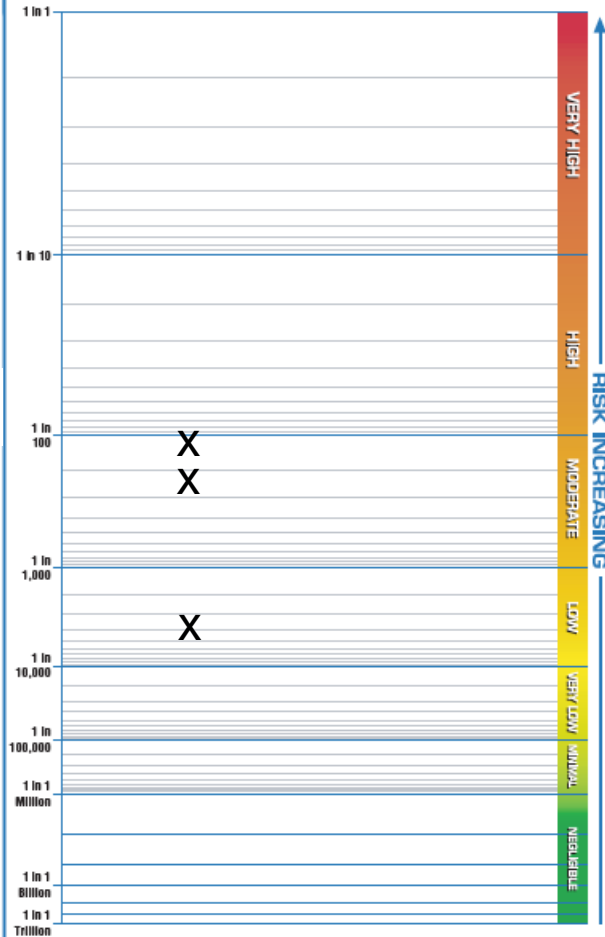 1 in 1
VERY HIGH
1 in 10
HIGH
1 in
100
X
X
MODERATE
RISK INCREASING
1 in
1,000
LOW
X
1 in
10,000
VERY LOW
1 in
100,000
MINIMAL
1 in 1
Million
NEGLIGIBLE
1 in 1
Billion
1 in 1
Trillion